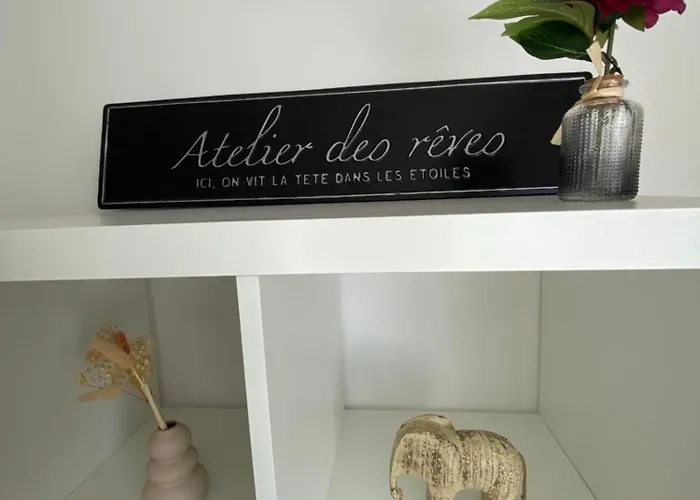 Atelier des rêves
ICI, ON VIT LA TETE DANS LES ETOILES